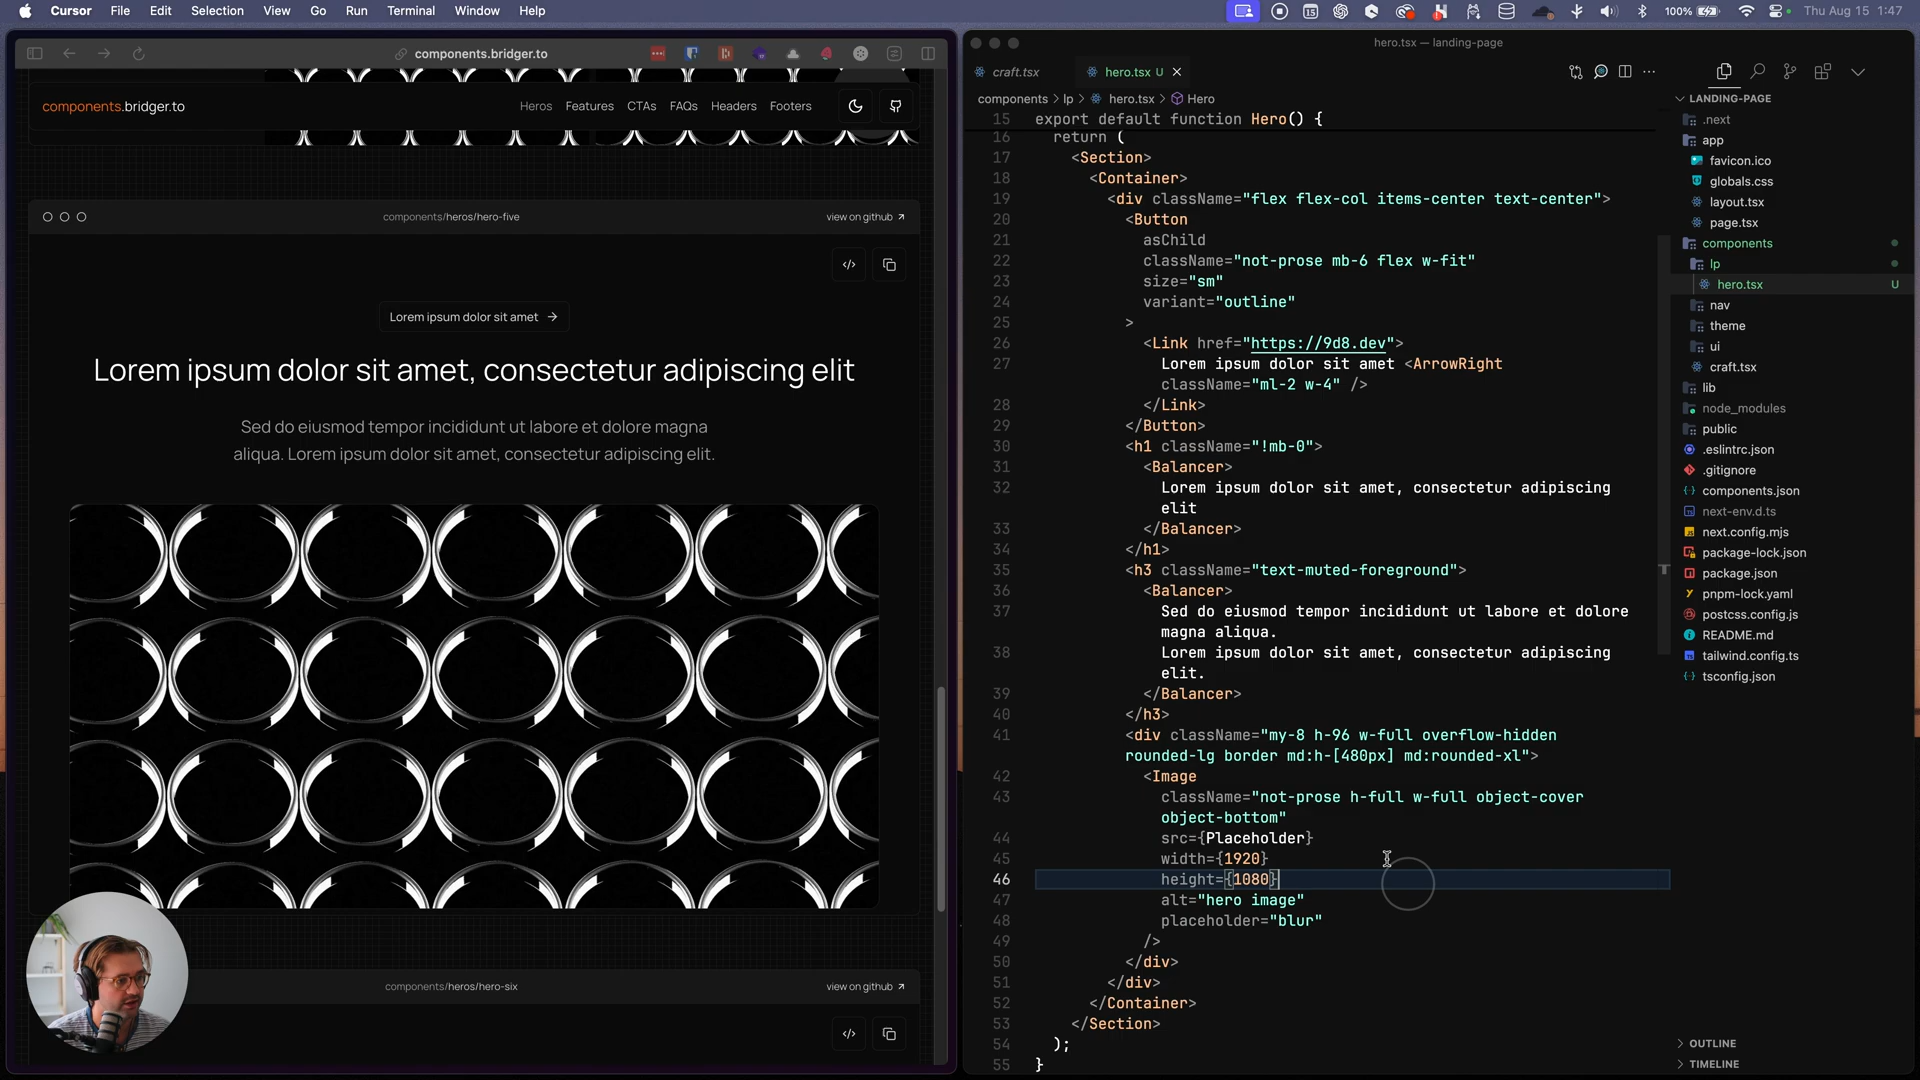 Cursor File Edit Selection View Go Run Terminal Window Help
100% Thu Aug 15 1:47
components.bridger.to
components.bridger.to
Heros Features CTAs FAQs Headers Footers
components/heros/hero-five
view on github ↗
Lorem ipsum dolor sit amet →
Lorem ipsum dolor sit amet, consectetur adipiscing elit
Sed do eiusmod tempor incididunt ut labore et dolore magna
aliqua. Lorem ipsum dolor sit amet, consectetur adipiscing elit.
components/heros/hero-six
view on github ↗
hero.tsx — landing-page
craft.tsx
hero.tsx U
components > lp > hero.tsx > Hero
15 export default function Hero() {
16 return (
17 <Section>
18 <Container>
19 <div className="flex flex-col items-center text-center">
20 <Button
21 asChild
22 className="not-prose mb-6 flex w-fit"
23 size="sm"
24 variant="outline"
25 >
26 <Link href="https://9d8.dev">
27 Lorem ipsum dolor sit amet <ArrowRight
className="ml-2 w-4" />
28 </Link>
29 </Button>
30 <h1 className="!mb-0">
31 <Balancer>
32 Lorem ipsum dolor sit amet, consectetur adipiscing
elit
33 </Balancer>
34 </h1>
35 <h3 className="text-muted-foreground">
36 <Balancer>
37 Sed do eiusmod tempor incididunt ut labore et dolore
magna aliqua.
38 Lorem ipsum dolor sit amet, consectetur adipiscing
elit.
39 </Balancer>
40 </h3>
41 <div className="my-8 h-96 w-full overflow-hidden
rounded-lg border md:h-[480px] md:rounded-xl">
42 <Image
43 className="not-prose h-full w-full object-cover
object-bottom"
44 src={Placeholder}
45 width={1920}
46 height={1080}
47 alt="hero image"
48 placeholder="blur"
49 />
50 </div>
51 </div>
52 </Container>
53 </Section>
54 );
55 }
LANDING-PAGE
.next
app
favicon.ico
globals.css
layout.tsx
page.tsx
components
lp
hero.tsx U
nav
theme
ui
craft.tsx
lib
node_modules
public
.eslintrc.json
.gitignore
components.json
next-env.d.ts
next.config.mjs
package-lock.json
package.json
pnpm-lock.yaml
postcss.config.js
README.md
tailwind.config.ts
tsconfig.json
OUTLINE
TIMELINE